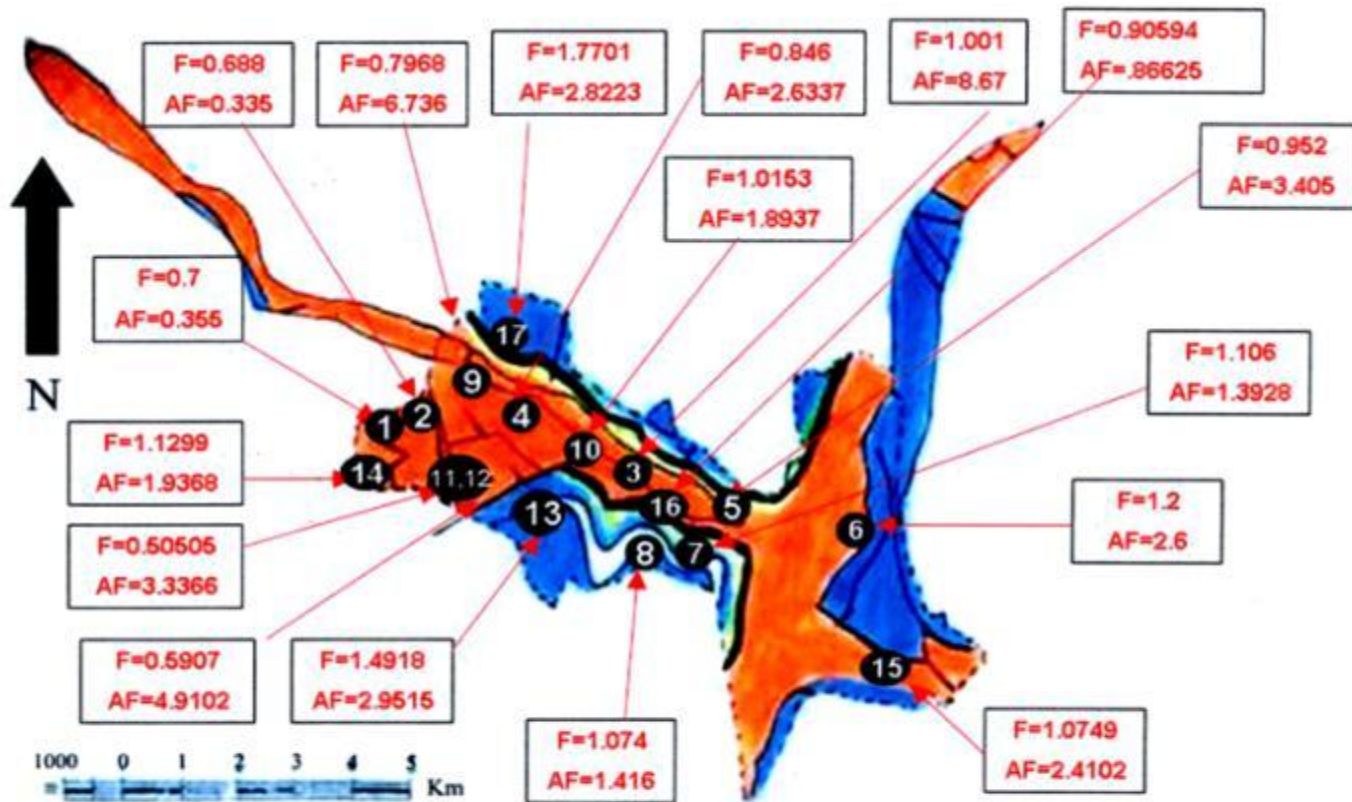 F=0.688
AF=0.335
F=0.7968
AF=6.736
F=1.7701
AF=2.8223
F=0.846
AF=2.6337
F=1.001
AF=8.67
F=0.90594
AF=.86625
F=0.952
AF=3.405
F=1.0153
AF=1.8937
N
F=0.7
AF=0.355
17
9
4
2
1
10
3
14
11,12
16
5
13
8
7
6
15
F=1.106
AF=1.3928
F=1.1299
AF=1.9368
F=1.2
AF=2.6
F=0.50505
AF=3.3366
F=0.5907
AF=4.9102
F=1.4918
AF=2.9515
F=1.074
AF=1.416
F=1.0749
AF=2.4102
1000 0 1 2 3 4 5
Km